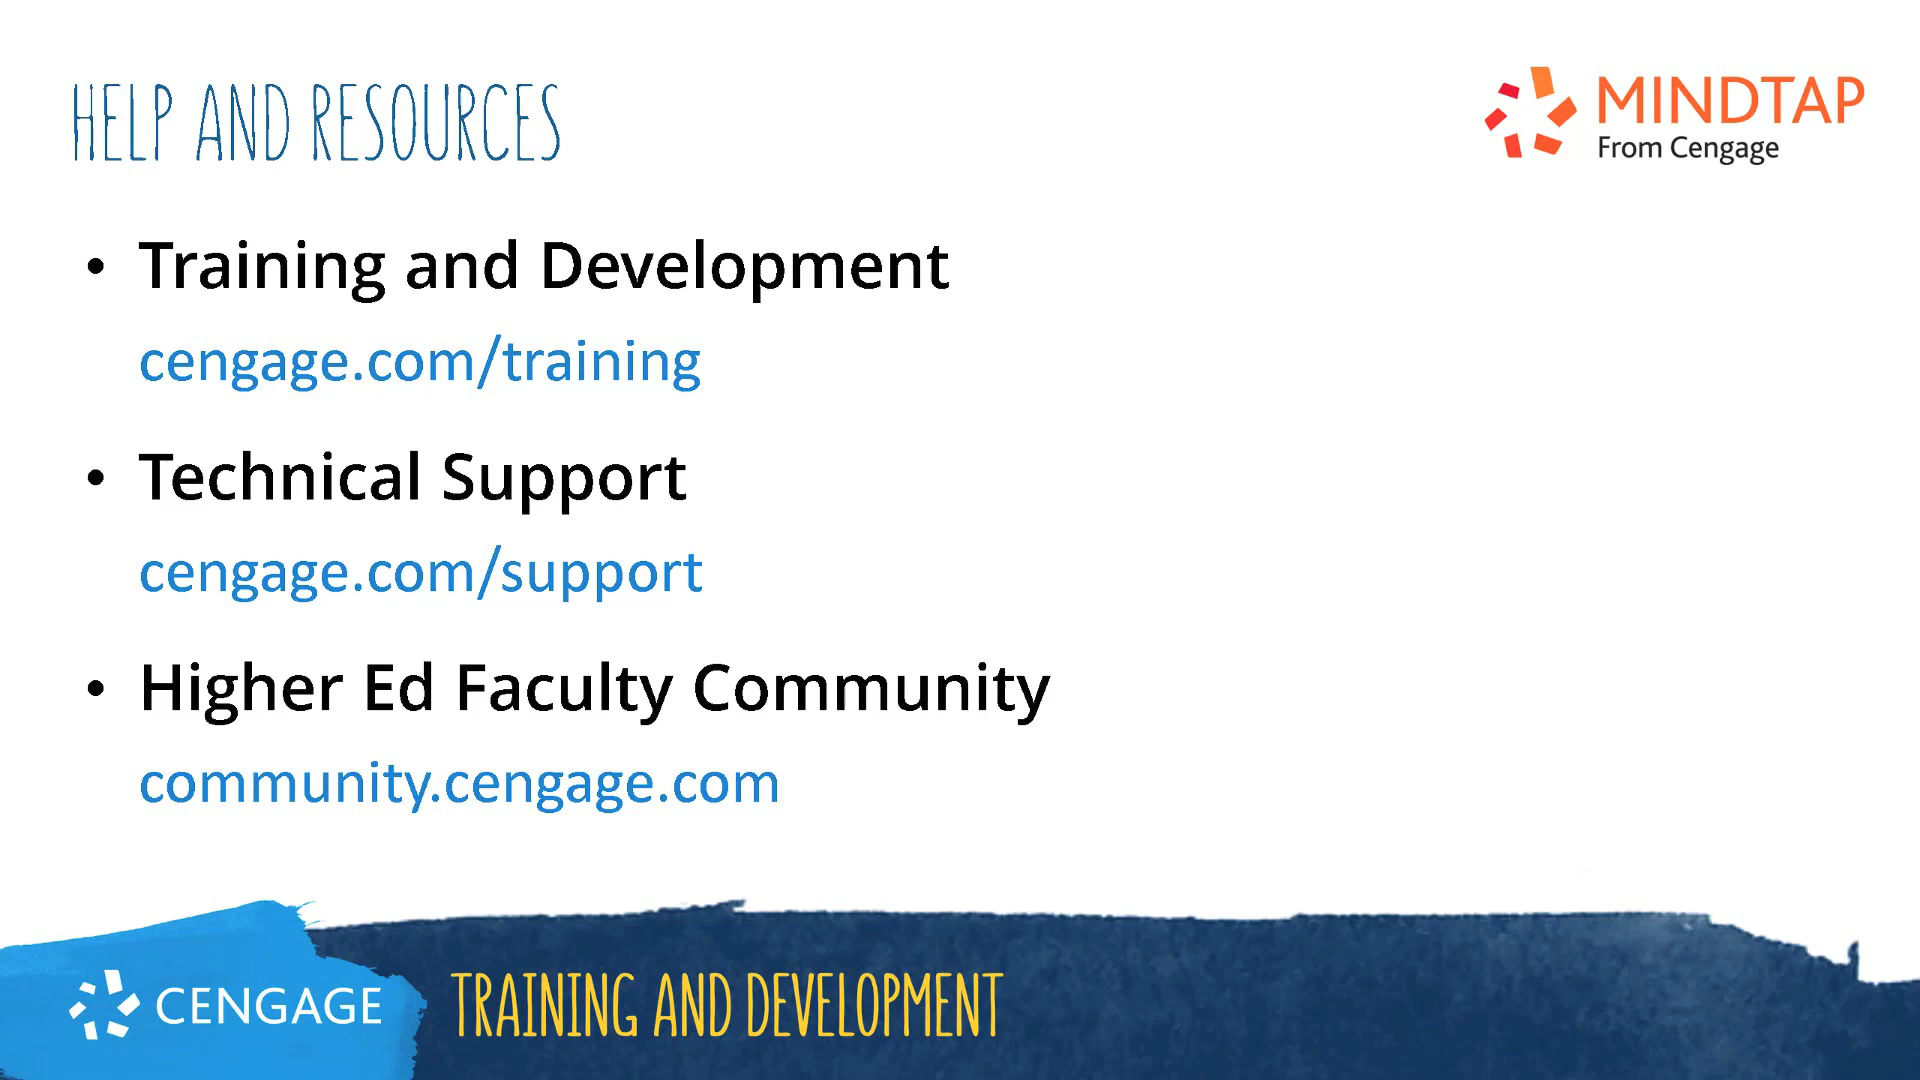 HELP AND RESOURCES
MINDTAP
From Cengage
• Training and Development
cengage.com/training
• Technical Support
cengage.com/support
• Higher Ed Faculty Community
community.cengage.com
CENGAGE
TRAINING AND DEVELOPMENT